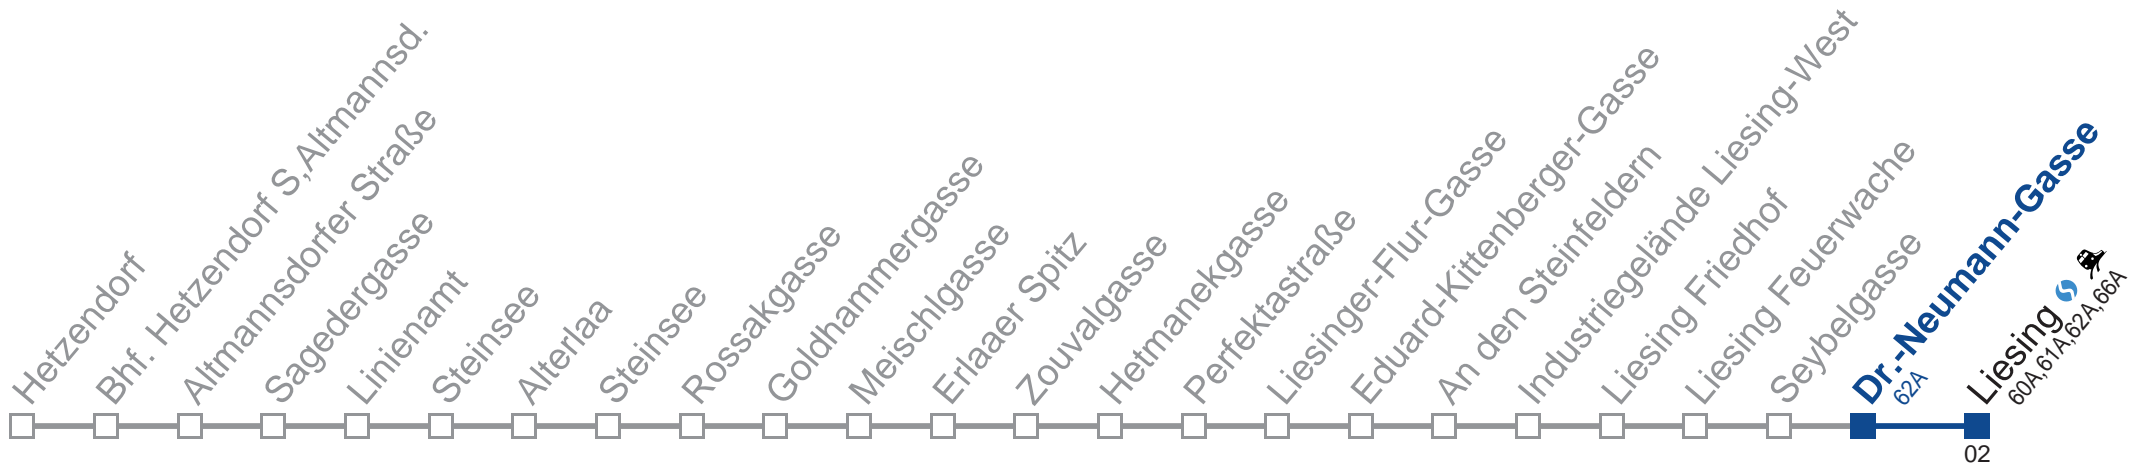 Hetzendorf
Bhf. Hetzendorf S,Altmannsd.
Altmannsdorfer Straße
Sagedergasse
Linienamt
Steinsee
Alterlaa
Steinsee
Rossakgasse
Goldhammergasse
Meischlgasse
Erlaaer Spitz
Zouvalgasse
Hetmanekgasse
Perfektastraße
Liesinger-Flur-Gasse
Eduard-Kittenberger-Gasse
An den Steinfeldern
Industriegelände Liesing-West
Liesing Friedhof
Liesing Feuerwache
Seybelgasse
Dr.-Neumann-Gasse
62A
Liesing
60A,61A,62A,66A
02